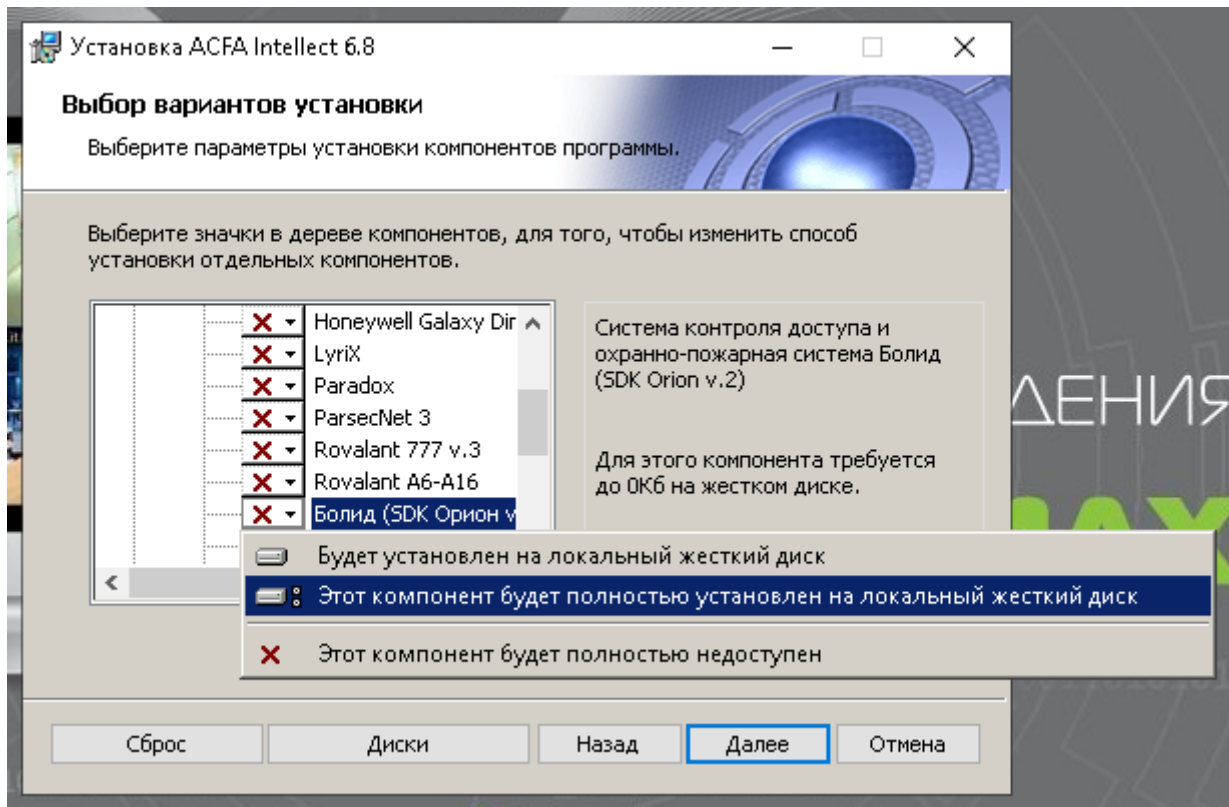 Установка ACFA Intellect 6.8
Выбор вариантов установки
Выберите параметры установки компонентов программы.
Выберите значки в дереве компонентов, для того, чтобы изменить способ
установки отдельных компонентов.
Honeywell Galaxy Dir
LyriX
Paradox
ParsecNet 3
Rovalant 777 v.3
Rovalant A6-A16
Болид (SDK Орион v
Система контроля доступа и
охранно-пожарная система Болид
(SDK Orion v.2)
Для этого компонента требуется
до 0Кб на жестком диске.
Будет установлен на локальный жесткий диск
Этот компонент будет полностью установлен на локальный жесткий диск
Этот компонент будет полностью недоступен
Сброс
Диски
Назад
Далее
Отмена
ДЕНИЯ